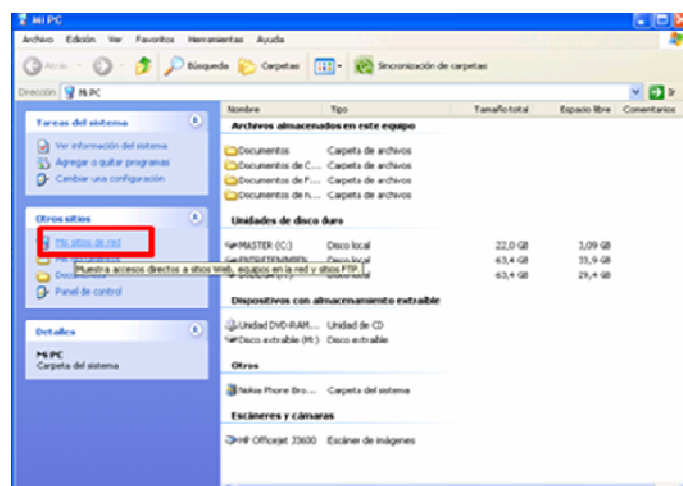 Mi PC
Archivo Edición Ver Favoritos Herramientas Ayuda
Atrás Búsqueda Carpetas Sincronización de carpetas
Dirección Mi PC Ir
Nombre Tipo Tamaño total Espacio libre Comentarios
Tareas del sistema
Ver información del sistema
Agregar o quitar programas
Cambiar una configuración
Otros sitios
Mis sitios de red
Muestra accesos directos a sitios Web, equipos en la red y sitios FTP.
Panel de control
Detalles
Mi PC
Carpeta del sistema
Archivos almacenados en este equipo
Documentos Carpeta de archivos
Documentos de C... Carpeta de archivos
Documentos de F... Carpeta de archivos
Documentos de n... Carpeta de archivos
Unidades de disco duro
MASTER (C:) Disco local 22,0 GB 3,09 GB
63,4 GB 33,9 GB
63,4 GB 29,4 GB
Dispositivos con almacenamiento extraíble
Unidad DVD-RAM... Unidad de CD
Disco extraíble (M:) Disco extraíble
Otros
Nokia Phone Bro... Carpeta del sistema
Escáneres y cámaras
HP Officejet J3600 Escáner de imágenes